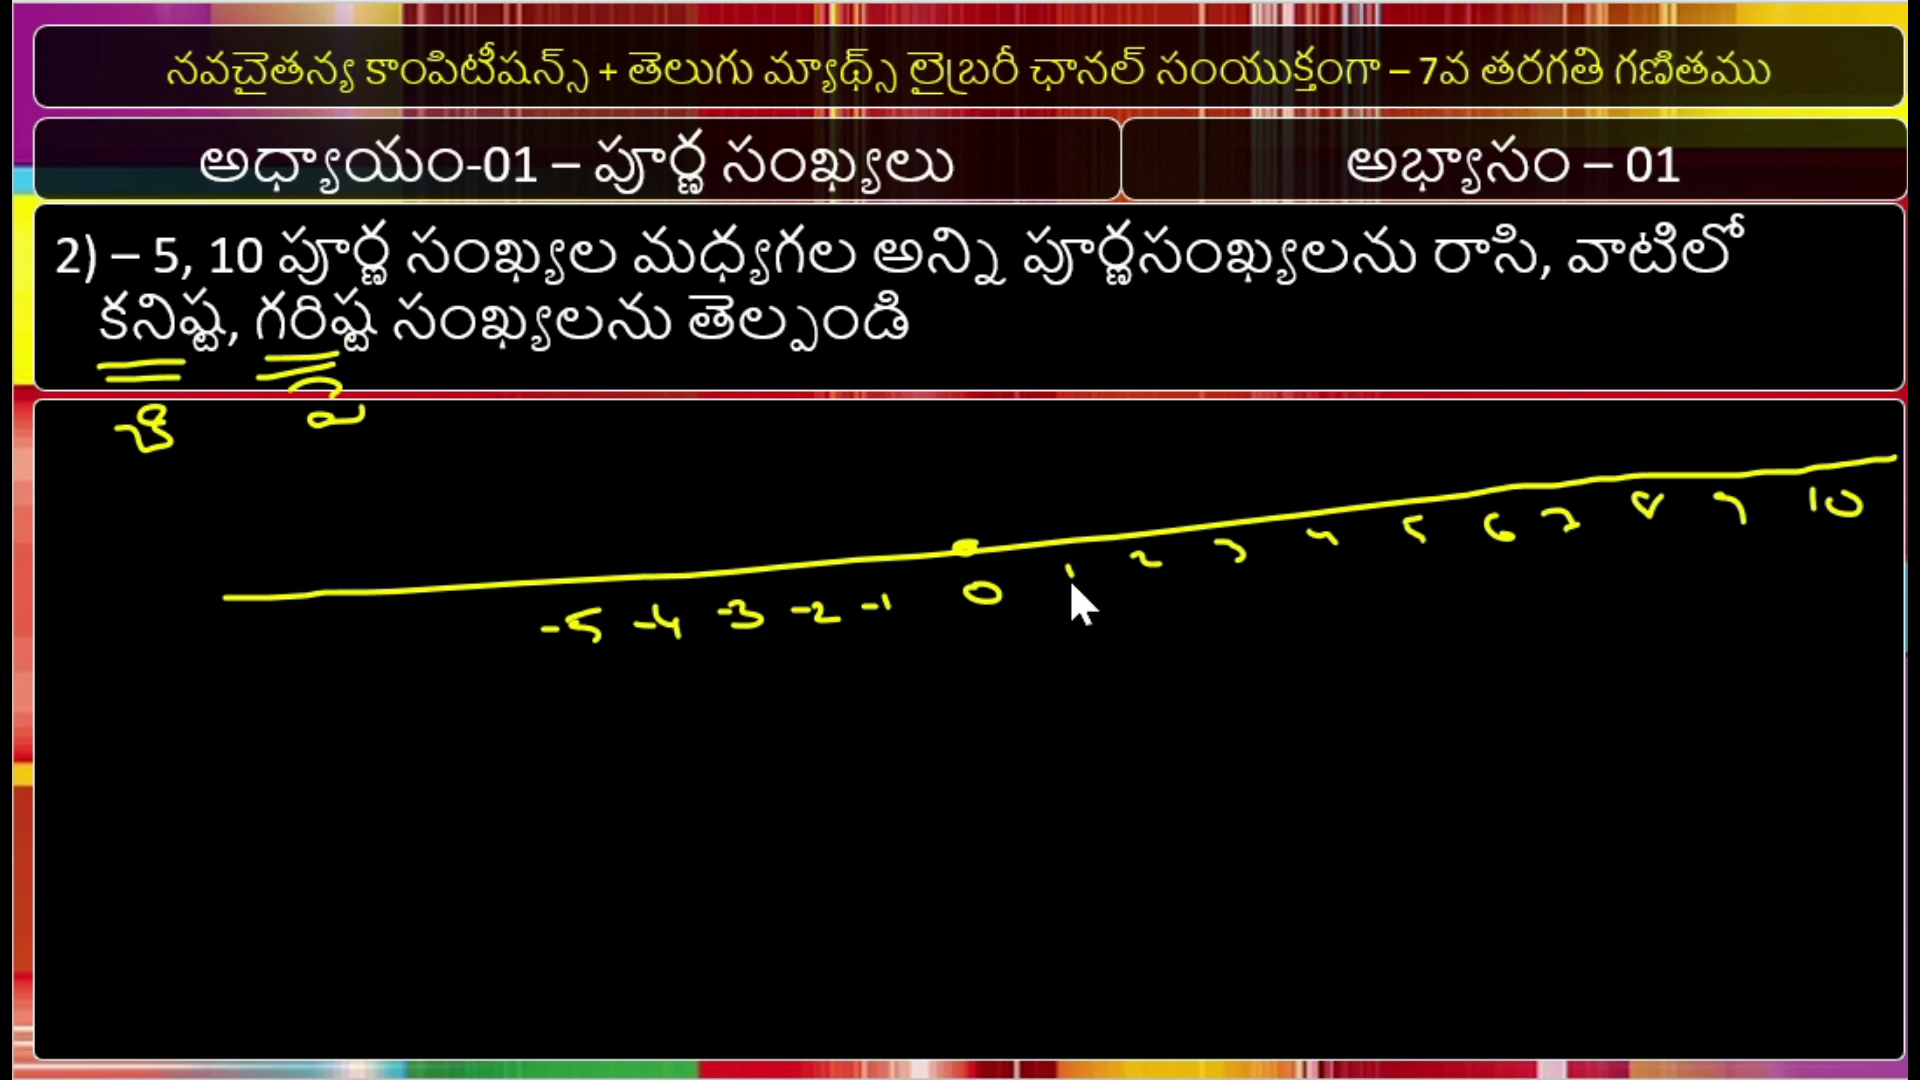 నవచైతన్య కాంపిటీషన్స్ + తెలుగు మ్యాథ్స్ లైబ్రరీ ఛానల్ సంయుక్తంగా – 7వ తరగతి గణితము
అధ్యాయం-01 – పూర్ణ సంఖ్యలు
అభ్యాసం – 01
2) – 5, 10 పూర్ణ సంఖ్యల మధ్యగల అన్ని పూర్ణసంఖ్యలను రాసి, వాటిలో
కనిష్ట, గరిష్ట సంఖ్యలను తెల్పండి
-5 -4 -3 -2 -1 0 1 2 3 4 5 6 7 8 9 10